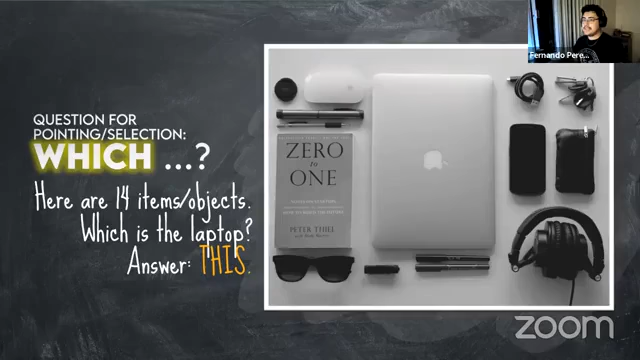 QUESTION FOR
POINTING/SELECTION:
WHICH ...?
Here are 14 items/objects.
Which is the laptop?
Answer: THIS.
ZERO
to
ONE
PETER THIEL
Fernando Pere...
zoom